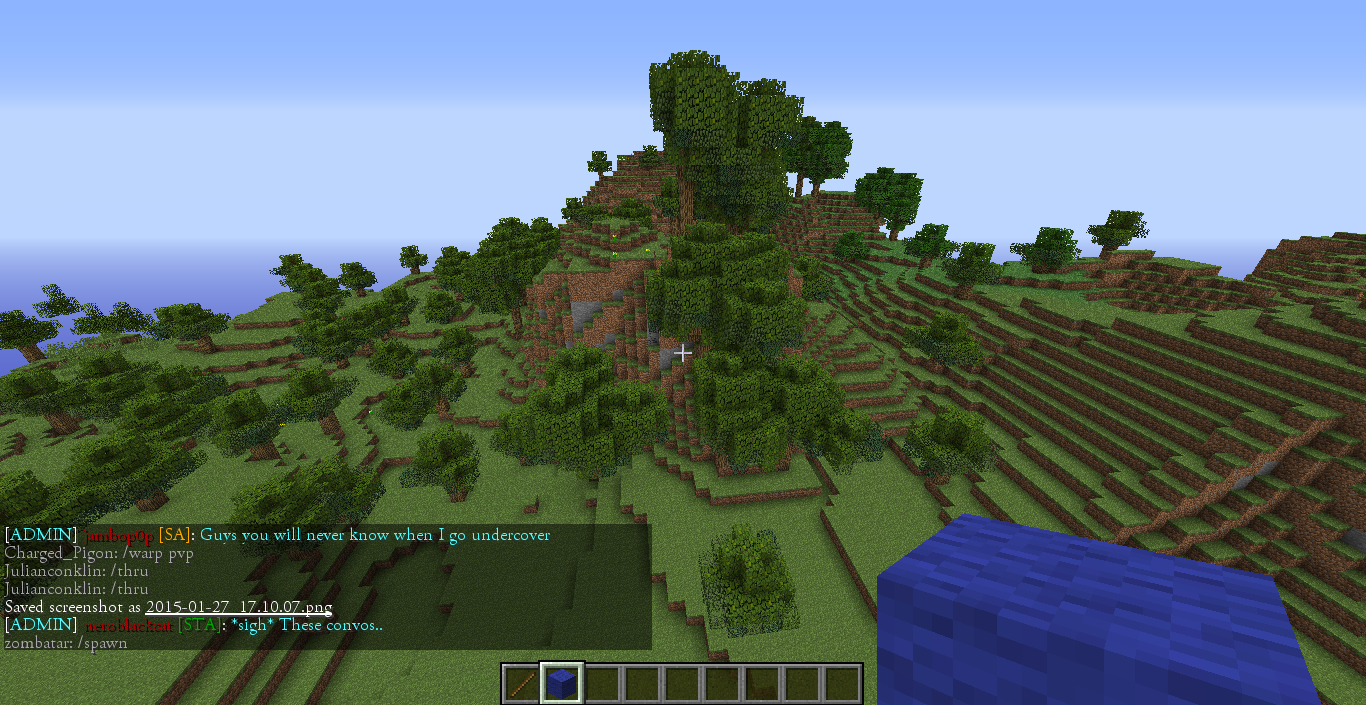 [ADMIN] jambop0p [SA]: Guys you will never know when I go undercover
Charged_Pigon: /warp pvp
Julianconklin: /thru
Julianconklin: /thru
Saved screenshot as 2015-01-27_17.10.07.png
[ADMIN] [STA]: *sigh* These convos..
zombatar: /spawn